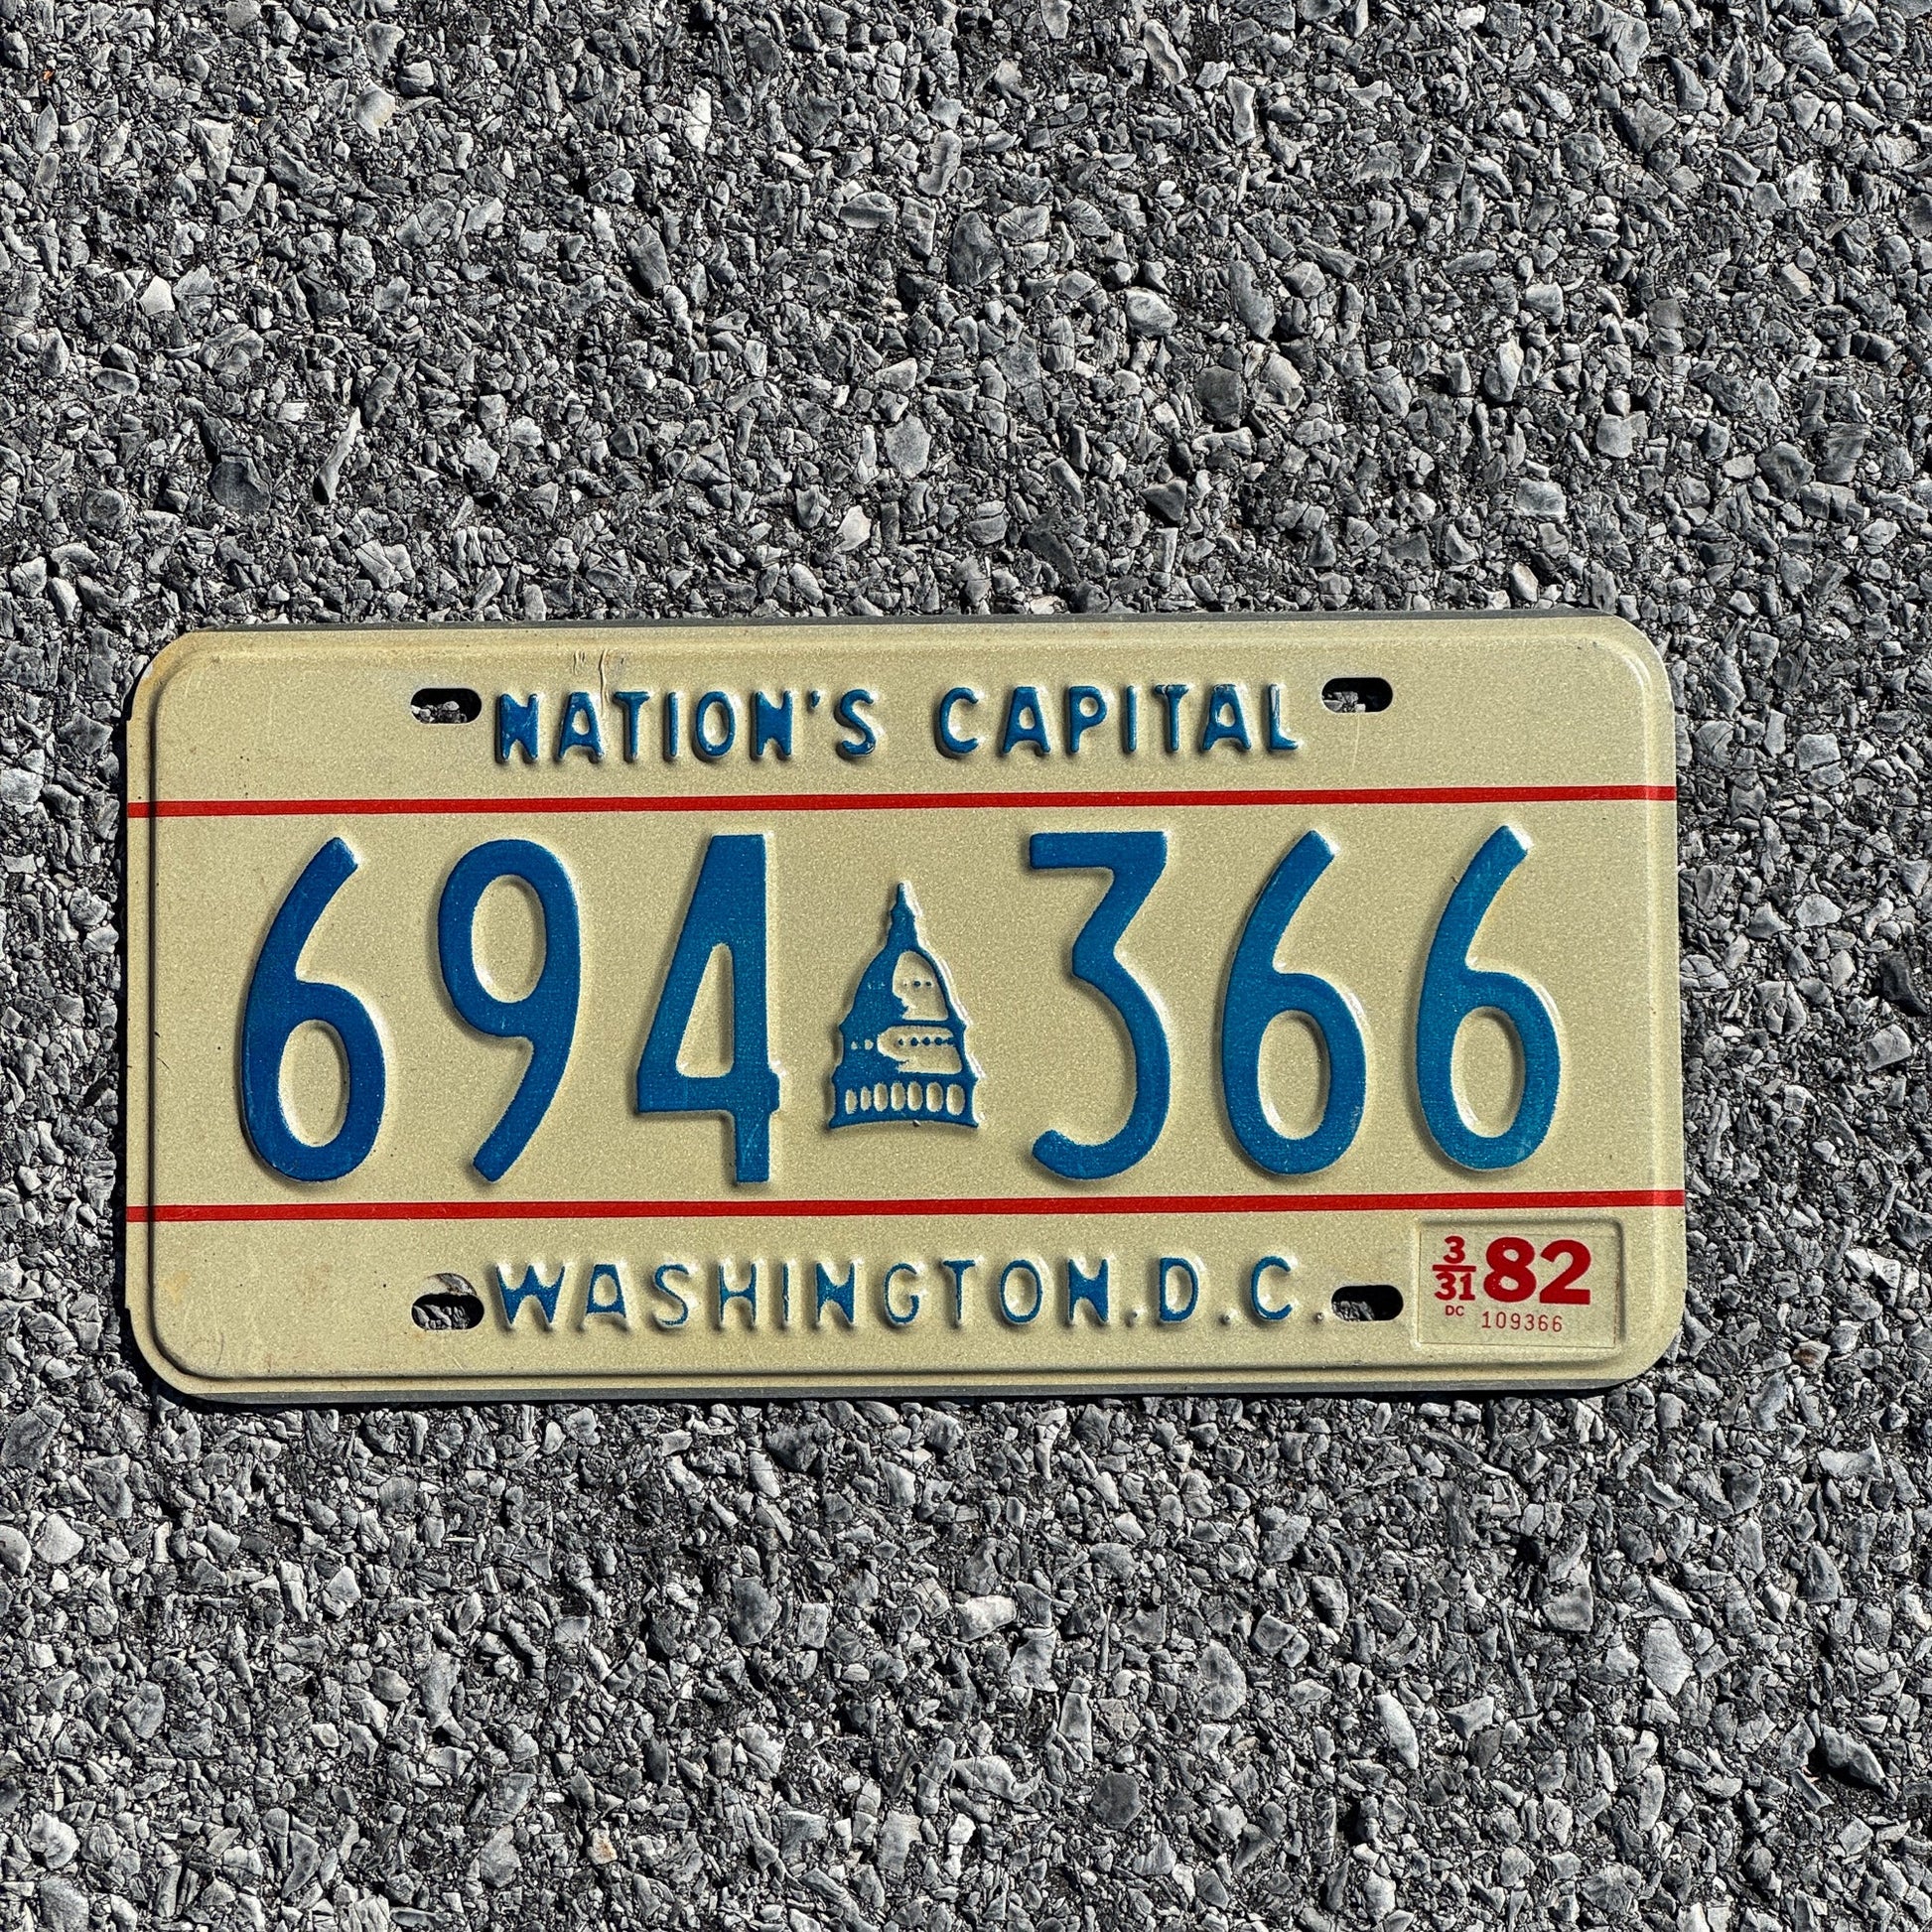 NATION'S CAPITAL
694 366
WASHINGTON.D.C.
3/31 82
DC 109366